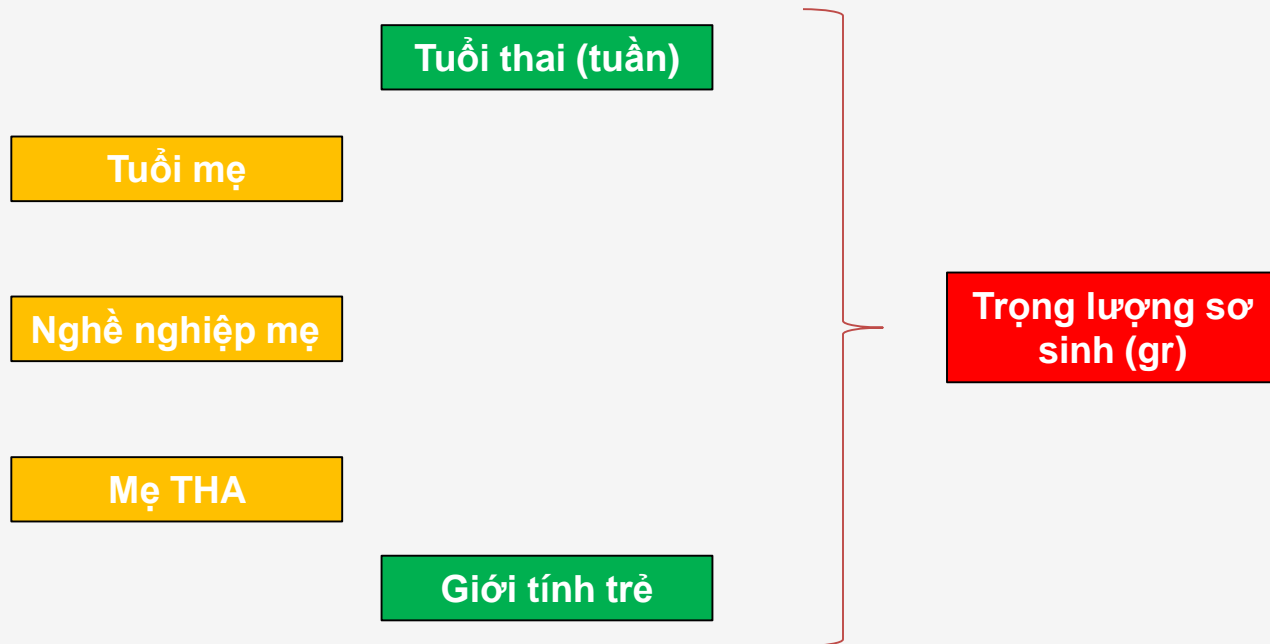 Tuổi thai (tuần)
Tuổi mẹ
Nghề nghiệp mẹ
Trọng lượng sơ
sinh (gr)
Mẹ THA
Giới tính trẻ